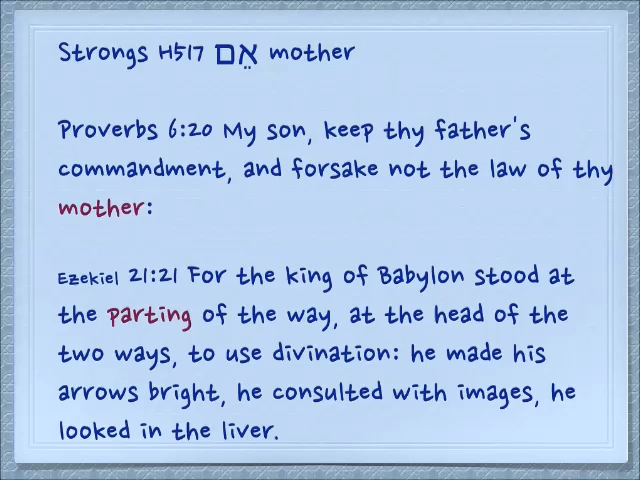 Strongs H517 אֵם mother
Proverbs 6:20 My son, keep thy father's
commandment, and forsake not the law of thy
mother:
Ezekiel 21:21 For the king of Babylon stood at
the parting of the way, at the head of the
two ways, to use divination: he made his
arrows bright, he consulted with images, he
looked in the liver.